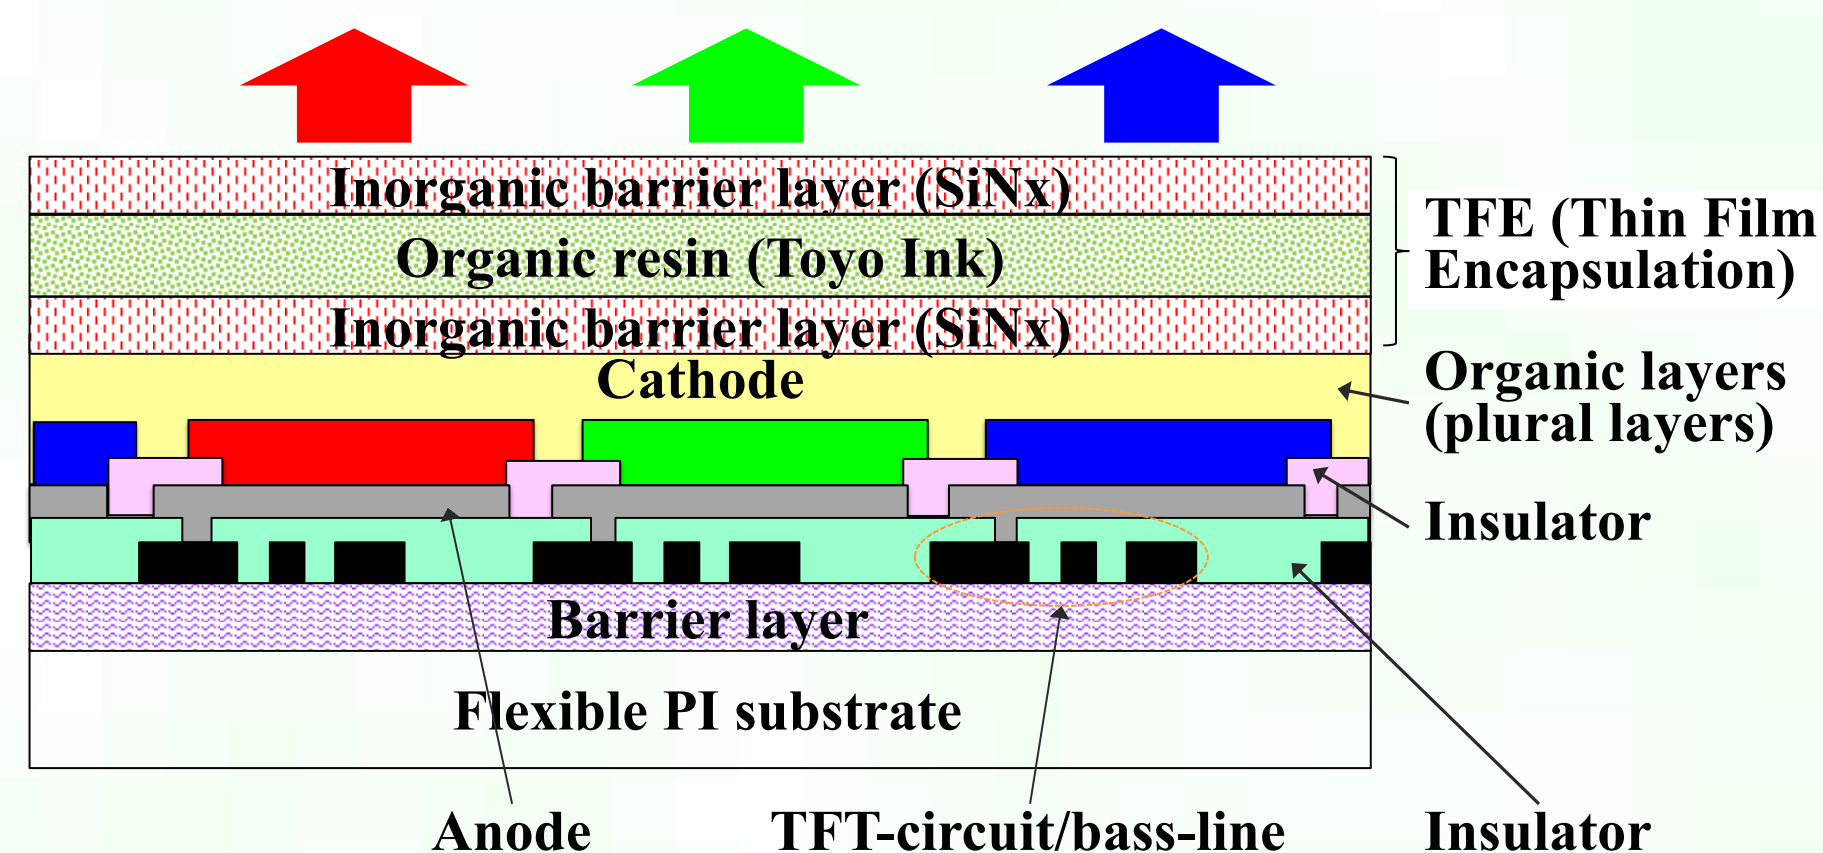 Inorganic barrier layer (SiNx)
Organic resin (Toyo Ink)
Inorganic barrier layer (SiNx)
Cathode
Barrier layer
Flexible PI substrate
TFE (Thin Film
Encapsulation)
Organic layers
(plural layers)
Insulator
Anode
TFT-circuit/bass-line
Insulator